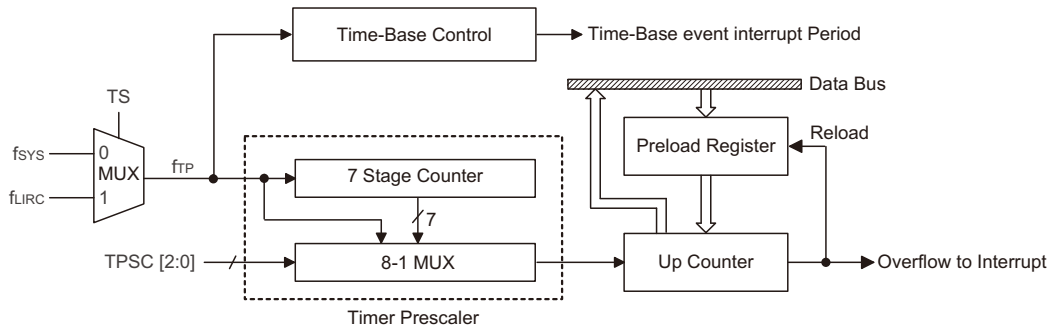 Time-Base Control
Time-Base event interrupt Period
Data Bus
TS
Preload Register
Reload
fSYS
0
MUX
fTP
7 Stage Counter
fLIRC
1
7
TPSC [2:0]
8-1 MUX
Up Counter
Overflow to Interrupt
Timer Prescaler